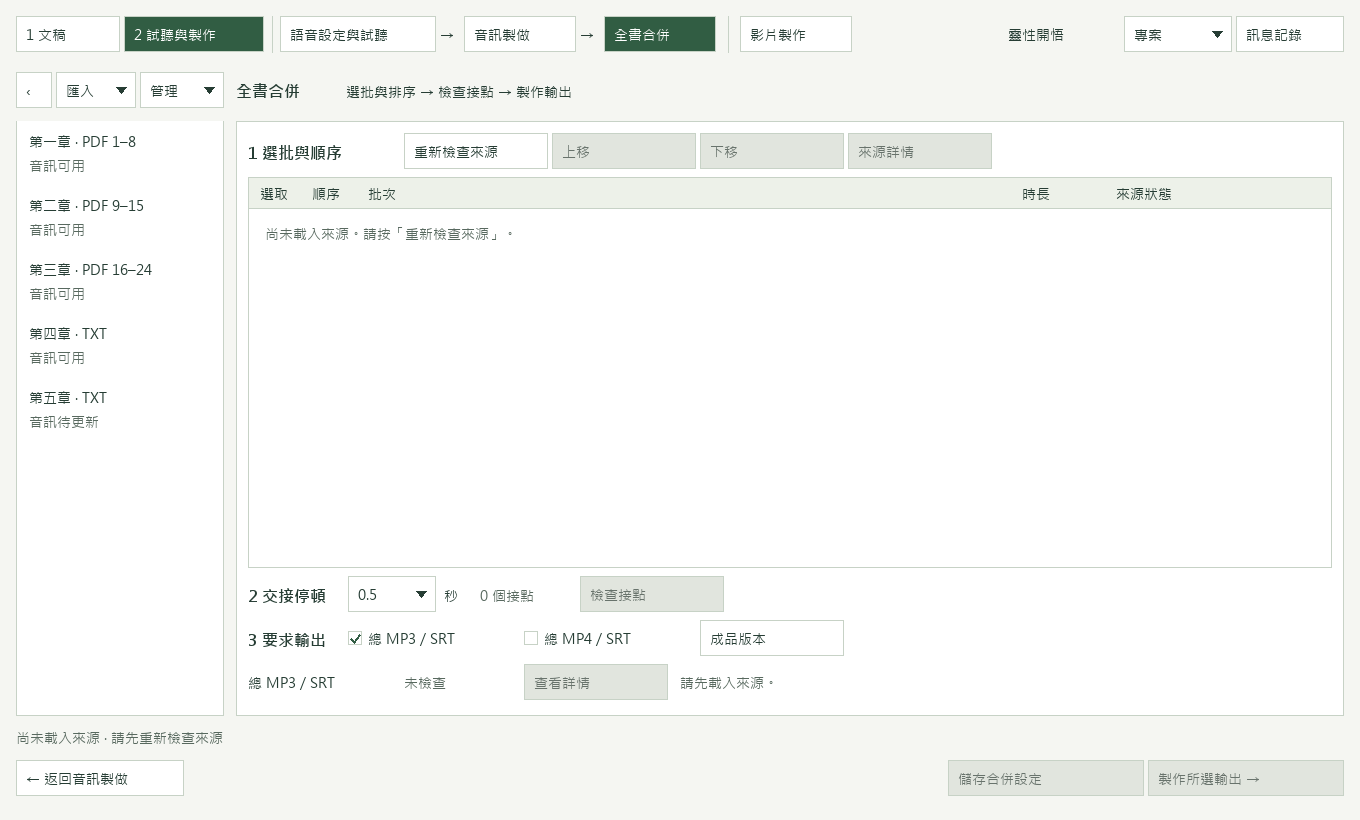 1 文稿 2 試聽與製作 語音設定與試聽 → 音訊製做 → 全書合併 影片製作 靈性開悟 專案 訊息記錄
‹ 匯入 管理 全書合併 選批與排序 → 檢查接點 → 製作輸出
第一章 · PDF 1–8
音訊可用
第二章 · PDF 9–15
音訊可用
第三章 · PDF 16–24
音訊可用
第四章 · TXT
音訊可用
第五章 · TXT
音訊待更新
1 選批與順序 重新檢查來源 上移 下移 來源詳情
選取 順序 批次 時長 來源狀態
尚未載入來源。請按「重新檢查來源」。
2 交接停頓 0.5 秒 0 個接點 檢查接點
3 要求輸出 總 MP3 / SRT 總 MP4 / SRT 成品版本
總 MP3 / SRT 未檢查 查看詳情 請先載入來源。
尚未載入來源 · 請先重新檢查來源
← 返回音訊製做 儲存合併設定 製作所選輸出 →